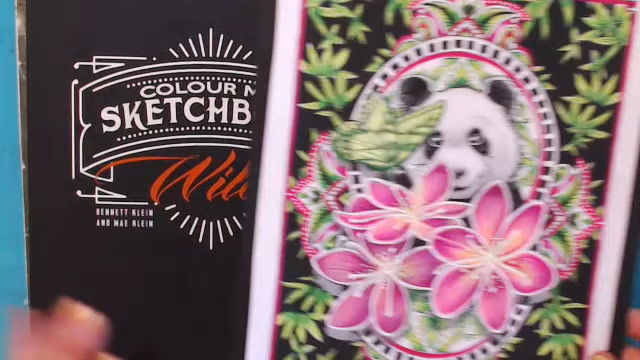 COLOUR M
SKETCHB
Wil
BENNETT KLEIN
AND MAE KLEIN